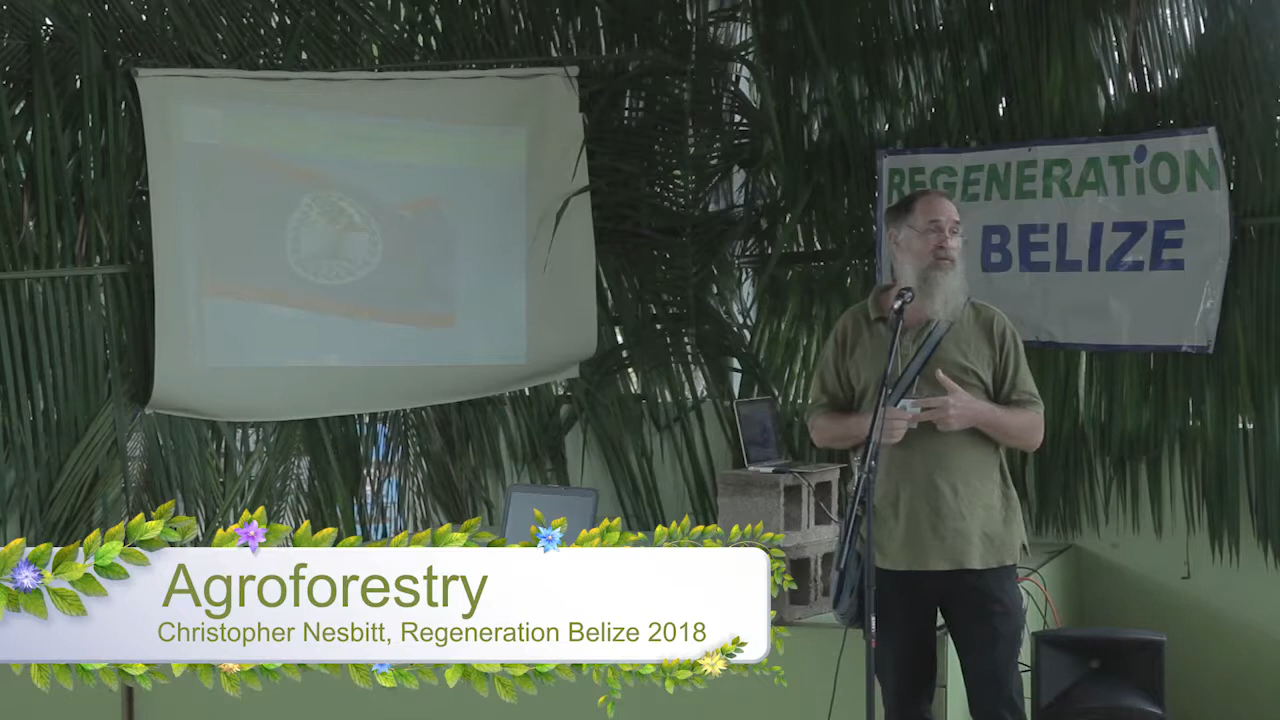 REGENERATION
BELIZE
Agroforestry
Christopher Nesbitt, Regeneration Belize 2018